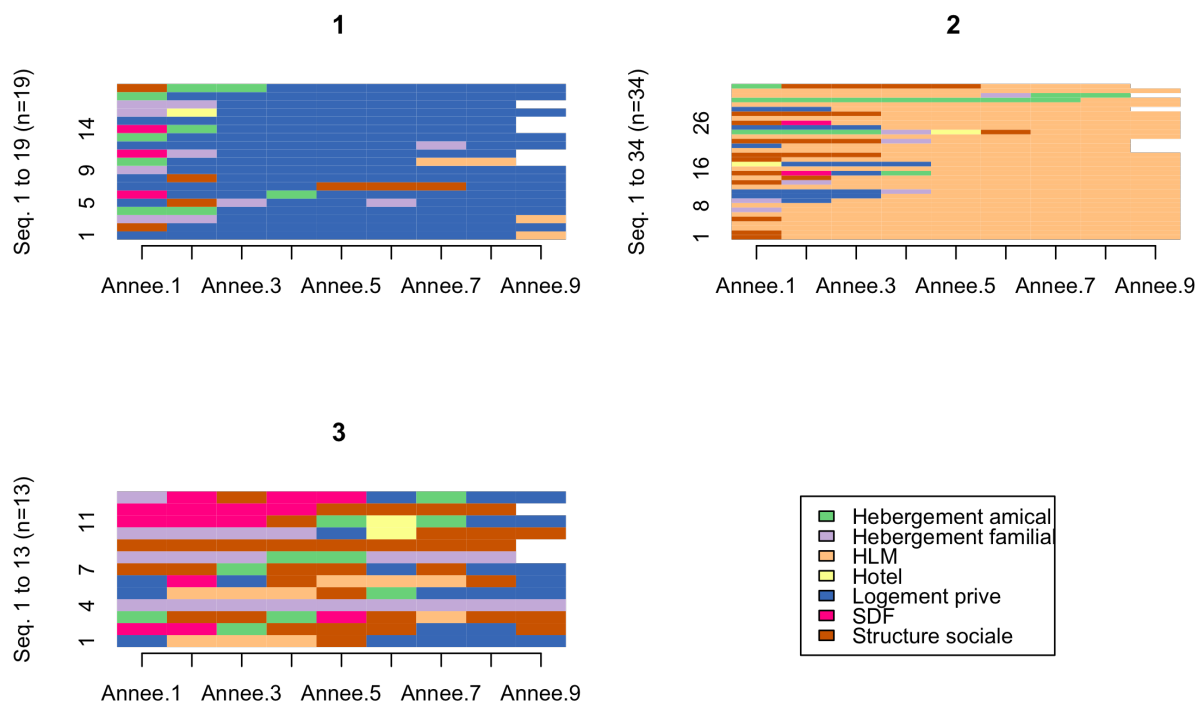 1
Seq. 1 to 19 (n=19)
1 5 9 14
Annee.1 Annee.3 Annee.5 Annee.7 Annee.9
2
Seq. 1 to 34 (n=34)
1 8 16 26
Annee.1 Annee.3 Annee.5 Annee.7 Annee.9
3
Seq. 1 to 13 (n=13)
1 4 7 11
Annee.1 Annee.3 Annee.5 Annee.7 Annee.9
Hebergement amical
Hebergement familial
HLM
Hotel
Logement prive
SDF
Structure sociale